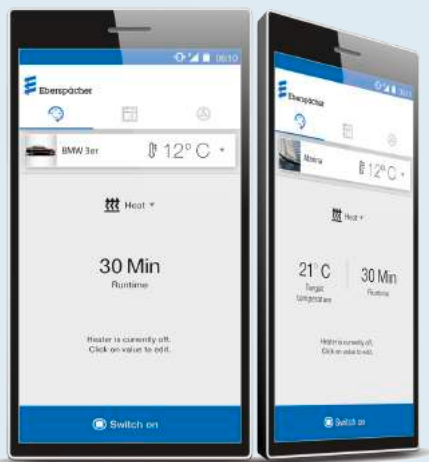 06:10
Eberspächer
BMW 3er
12° C
Heat
30 Min
Runtime
Heater is currently off.
Click on value to edit.
Switch on
Eberspächer
12° C
Heat
21° C
Target
temperature
30 Min
Runtime
Heater is currently off.
Click on value to edit.
Switch on